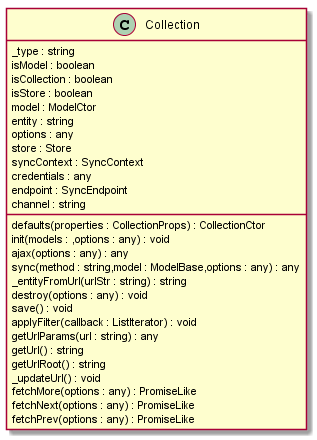 C Collection
_type : string
isModel : boolean
isCollection : boolean
isStore : boolean
model : ModelCtor
entity : string
options : any
store : Store
syncContext : SyncContext
credentials : any
endpoint : SyncEndpoint
channel : string
defaults(properties : CollectionProps) : CollectionCtor
init(models : ,options : any) : void
ajax(options : any) : any
sync(method : string,model : ModelBase,options : any) : any
_entityFromUrl(urlStr : string) : string
destroy(options : any) : void
save() : void
applyFilter(callback : ListIterator) : void
getUrlParams(url : string) : any
getUrl() : string
getUrlRoot() : string
_updateUrl() : void
fetchMore(options : any) : PromiseLike
fetchNext(options : any) : PromiseLike
fetchPrev(options : any) : PromiseLike